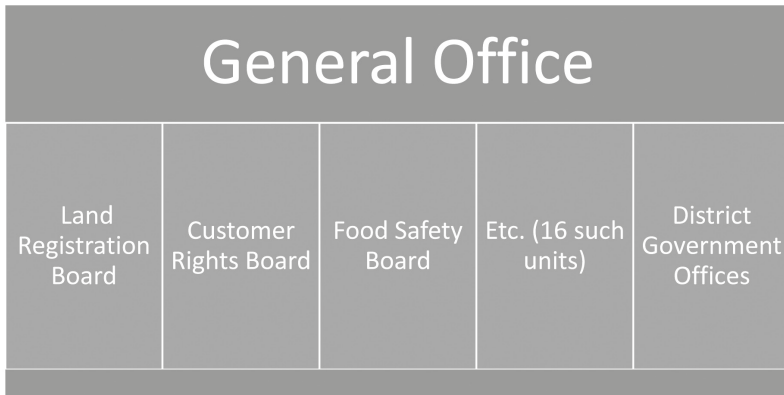 General Office
Land
Registration
Board
Customer
Rights Board
Food Safety
Board
Etc. (16 such
units)
District
Government
Offices